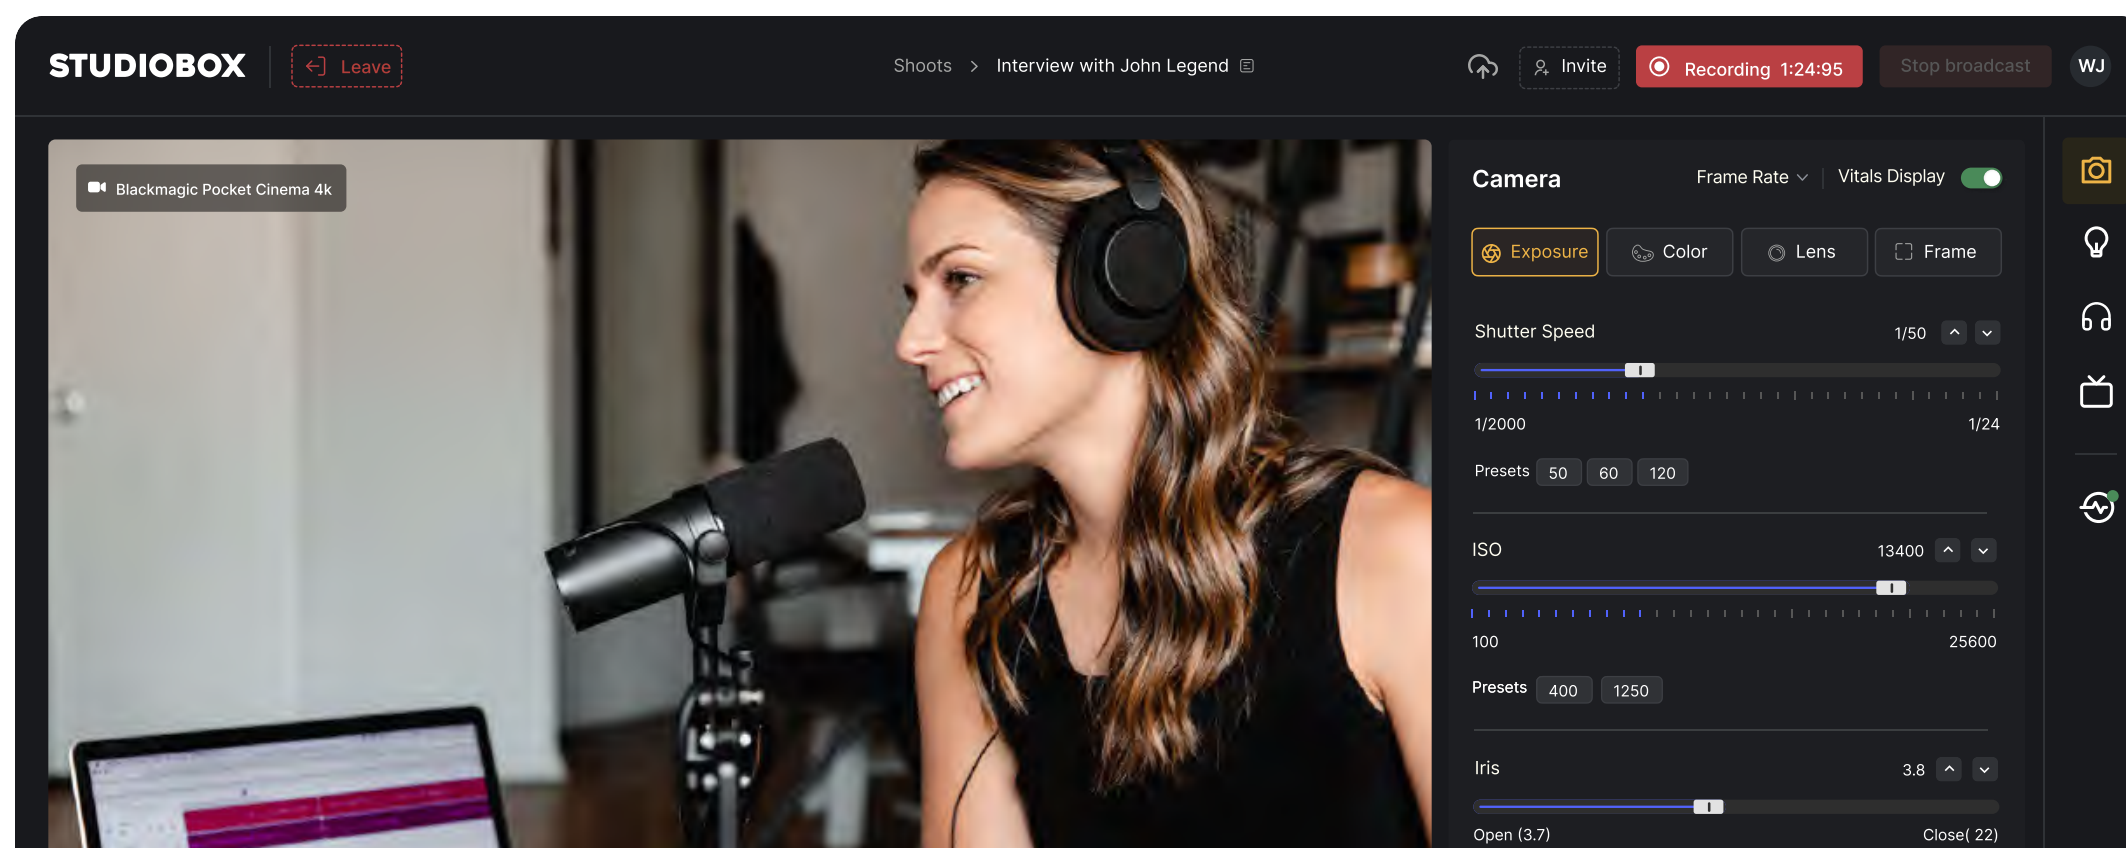 STUDIOBOX
Leave
Shoots > Interview with John Legend
Invite
Recording 1:24:95
Stop broadcast
WJ
Blackmagic Pocket Cinema 4k
Camera
Frame Rate
Vitals Display
Exposure
Color
Lens
Frame
Shutter Speed
1/50
1/2000
1/24
Presets 50 60 120
ISO
13400
100
25600
Presets 400 1250
Iris
3.8
Open (3.7)
Close( 22)